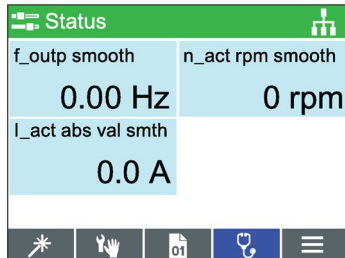 Status
f_outp smooth
n_act rpm smooth
0.00 Hz
0 rpm
I_act abs val smth
0.0 A
01